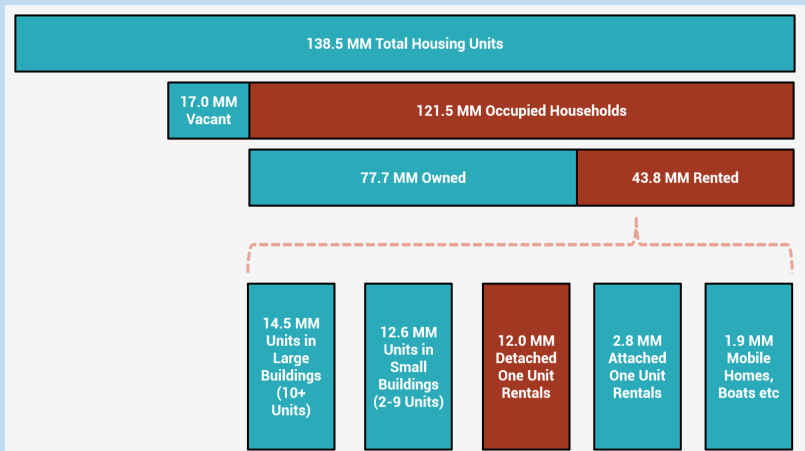 138.5 MM Total Housing Units
17.0 MM
Vacant
121.5 MM Occupied Households
77.7 MM Owned
43.8 MM Rented
14.5 MM
Units in
Large
Buildings
(10+
Units)
12.6 MM
Units in
Small
Buildings
(2-9 Units)
12.0 MM
Detached
One Unit
Rentals
2.8 MM
Attached
One Unit
Rentals
1.9 MM
Mobile
Homes,
Boats etc